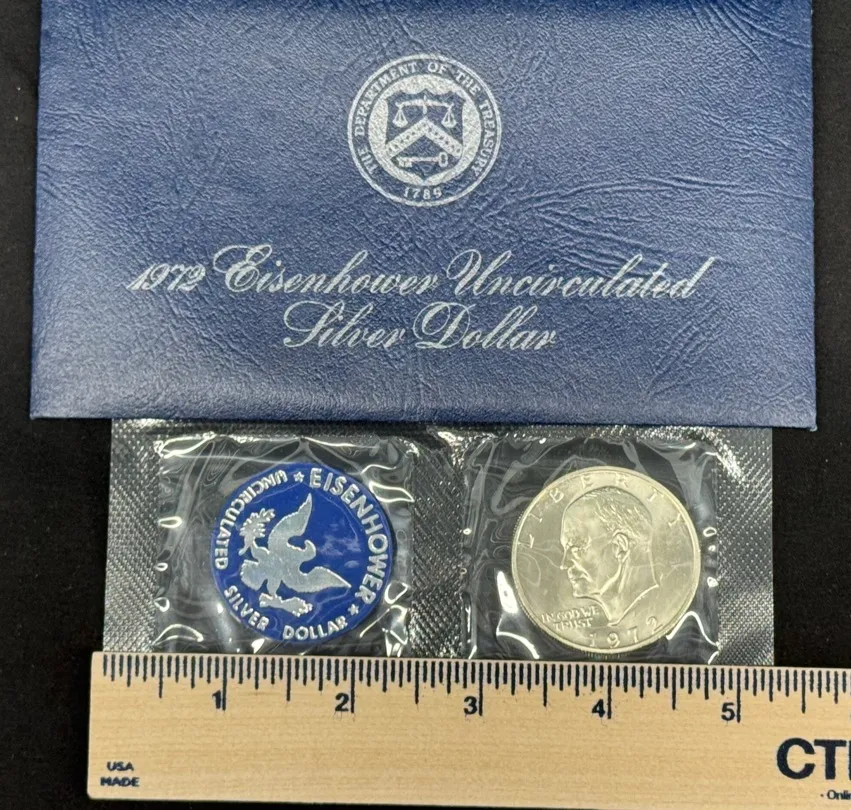 THE DEPARTMENT OF THE TREASURY
1789
1972 Eisenhower Uncirculated
Silver Dollar
EISENHOWER
UNCIRCULATED
SILVER DOLLAR
LIBERTY
IN GOD WE
TRUST
1972
1 2 3 4 5
USA
MADE
CT
Onli